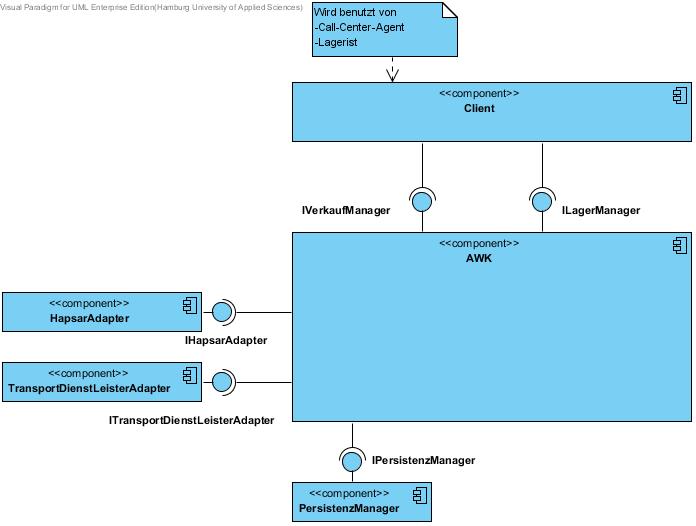 Visual Paradigm for UML Enterprise Edition(Hamburg University of Applied Sciences)
Wird benutzt von
-Call-Center-Agent
-Lagerist
<<component>>
Client
IVerkaufManager
ILagerManager
<<component>>
AWK
<<component>>
HapsarAdapter
IHapsarAdapter
<<component>>
TransportDienstLeisterAdapter
ITransportDienstLeisterAdapter
IPersistenzManager
<<component>>
PersistenzManager